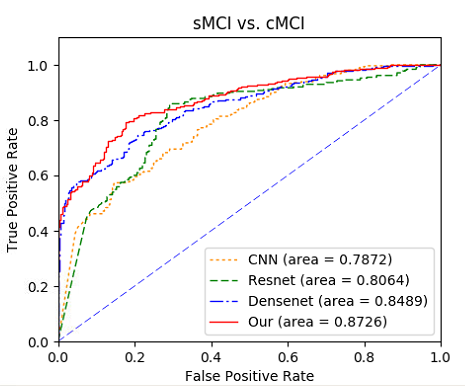 sMCI vs. cMCI
1.0
0.8
0.6
0.4
0.2
0.0
True Positive Rate
CNN (area = 0.7872)
Resnet (area = 0.8064)
Densenet (area = 0.8489)
Our (area = 0.8726)
0.0 0.2 0.4 0.6 0.8 1.0
False Positive Rate